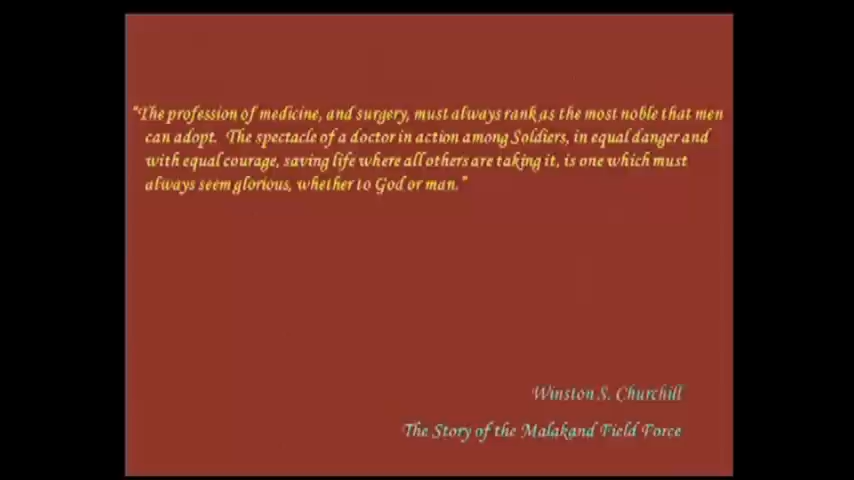 “The profession of medicine, and surgery, must always rank as the most noble that men
can adopt. The spectacle of a doctor in action among Soldiers, in equal danger and
with equal courage, saving life where all others are taking it, is one which must
always seem glorious, whether to God or man.”
Winston S. Churchill
The Story of the Malakand Field Force